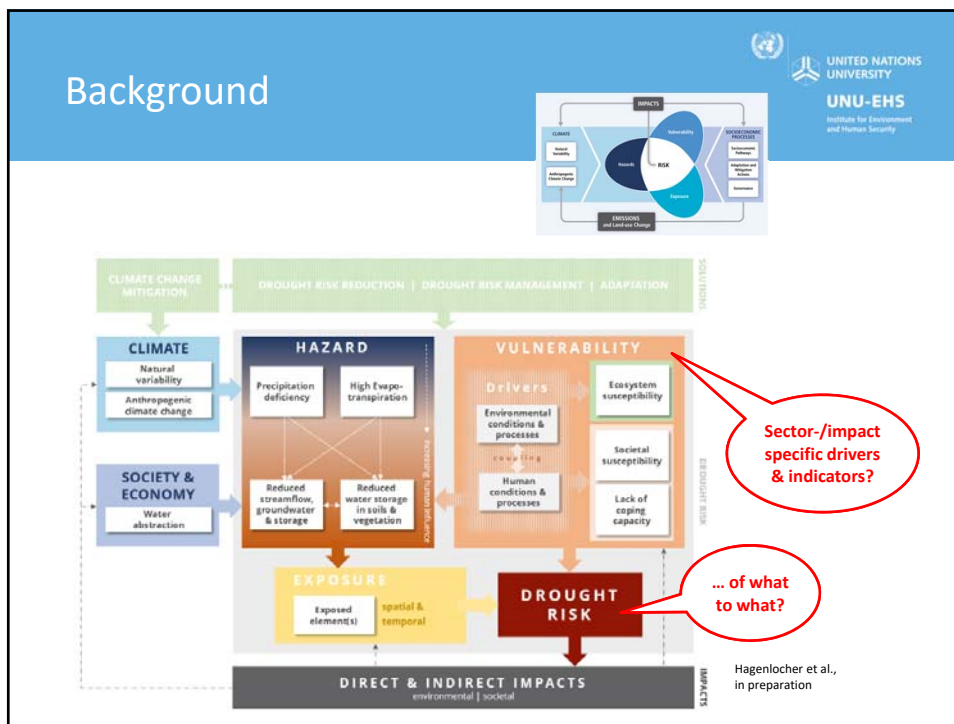 Background
UNITED NATIONS
UNIVERSITY
UNU-EHS
Institute for Environment
and Human Security
IMPACTS
CLIMATE
Natural
Variability
Anthropogenic
Climate Change
Vulnerability
Hazards
RISK
Exposure
SOCIOECONOMIC
PROCESSES
Socioeconomic
Pathways
Adaptation and
Mitigation
Actions
Governance
EMISSIONS
and Land-use Change
CLIMATE CHANGE
MITIGATION
DROUGHT RISK REDUCTION | DROUGHT RISK MANAGEMENT | ADAPTATION
SOLUTIONS
CLIMATE
Natural
variability
Anthropogenic
climate change
SOCIETY &
ECONOMY
Water
abstraction
HAZARD
Precipitation
deficiency
High Evapo-
transpiration
Reduced
streamflow,
groundwater
& storage
Reduced
water storage
in soils &
vegetation
increasing human influence
VULNERABILITY
Drivers
Environmental
conditions &
processes
coupling
Human
conditions &
processes
Ecosystem
susceptibility
Societal
susceptibility
Lack of
coping
capacity
DROUGHT RISK
Sector-/impact
specific drivers
& indicators?
EXPOSURE
Exposed
element(s)
spatial &
temporal
DROUGHT
RISK
... of what
to what?
DIRECT & INDIRECT IMPACTS
environmental | societal
IMPACTS
Hagenlocher et al.,
in preparation